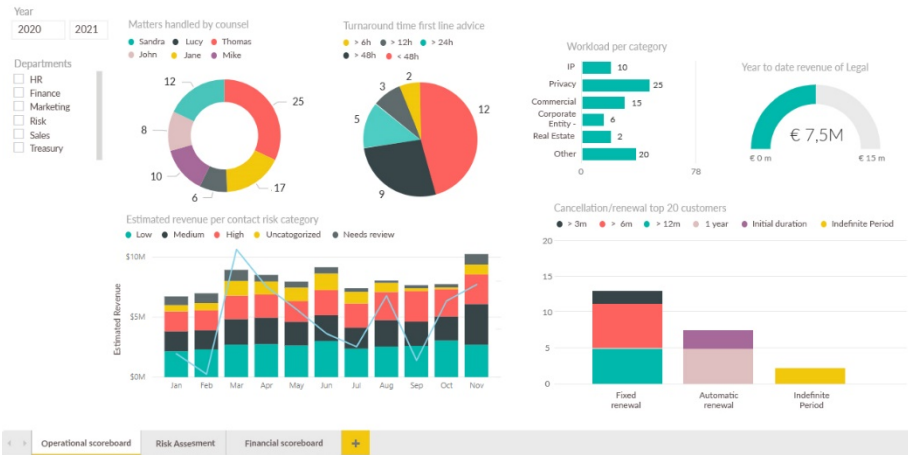 Year
2020 2021
Departments
HR
Finance
Marketing
Risk
Sales
Treasury
Matters handled by counsel
Sandra Lucy Thomas
John Jane Mike
12
25
8
10
6
17
Turnaround time first line advice
> 6h > 12h > 24h
> 48h < 48h
2
3
12
5
9
Workload per category
IP 10
Privacy 25
Commercial 15
Corporate
Entity - 6
Real Estate 2
Other 20
0 78
Year to date revenue of Legal
€ 7,5M
€ 0 m € 15 m
Estimated revenue per contact risk category
Low Medium High Uncatogorized Needs review
Estimated Revenue
$10M
$5M
$0M
Jan Feb Mar Apr May Jun Jul Aug Sep Oct Nov
Cancellation/renewal top 20 customers
> 3m > 6m > 12m 1 year Initial duration Indefinite Period
20
15
10
5
0
Fixed
renewal
Automatic
renewal
Indefinite
Period
Operational scoreboard Risk Assesment Financial scoreboard +